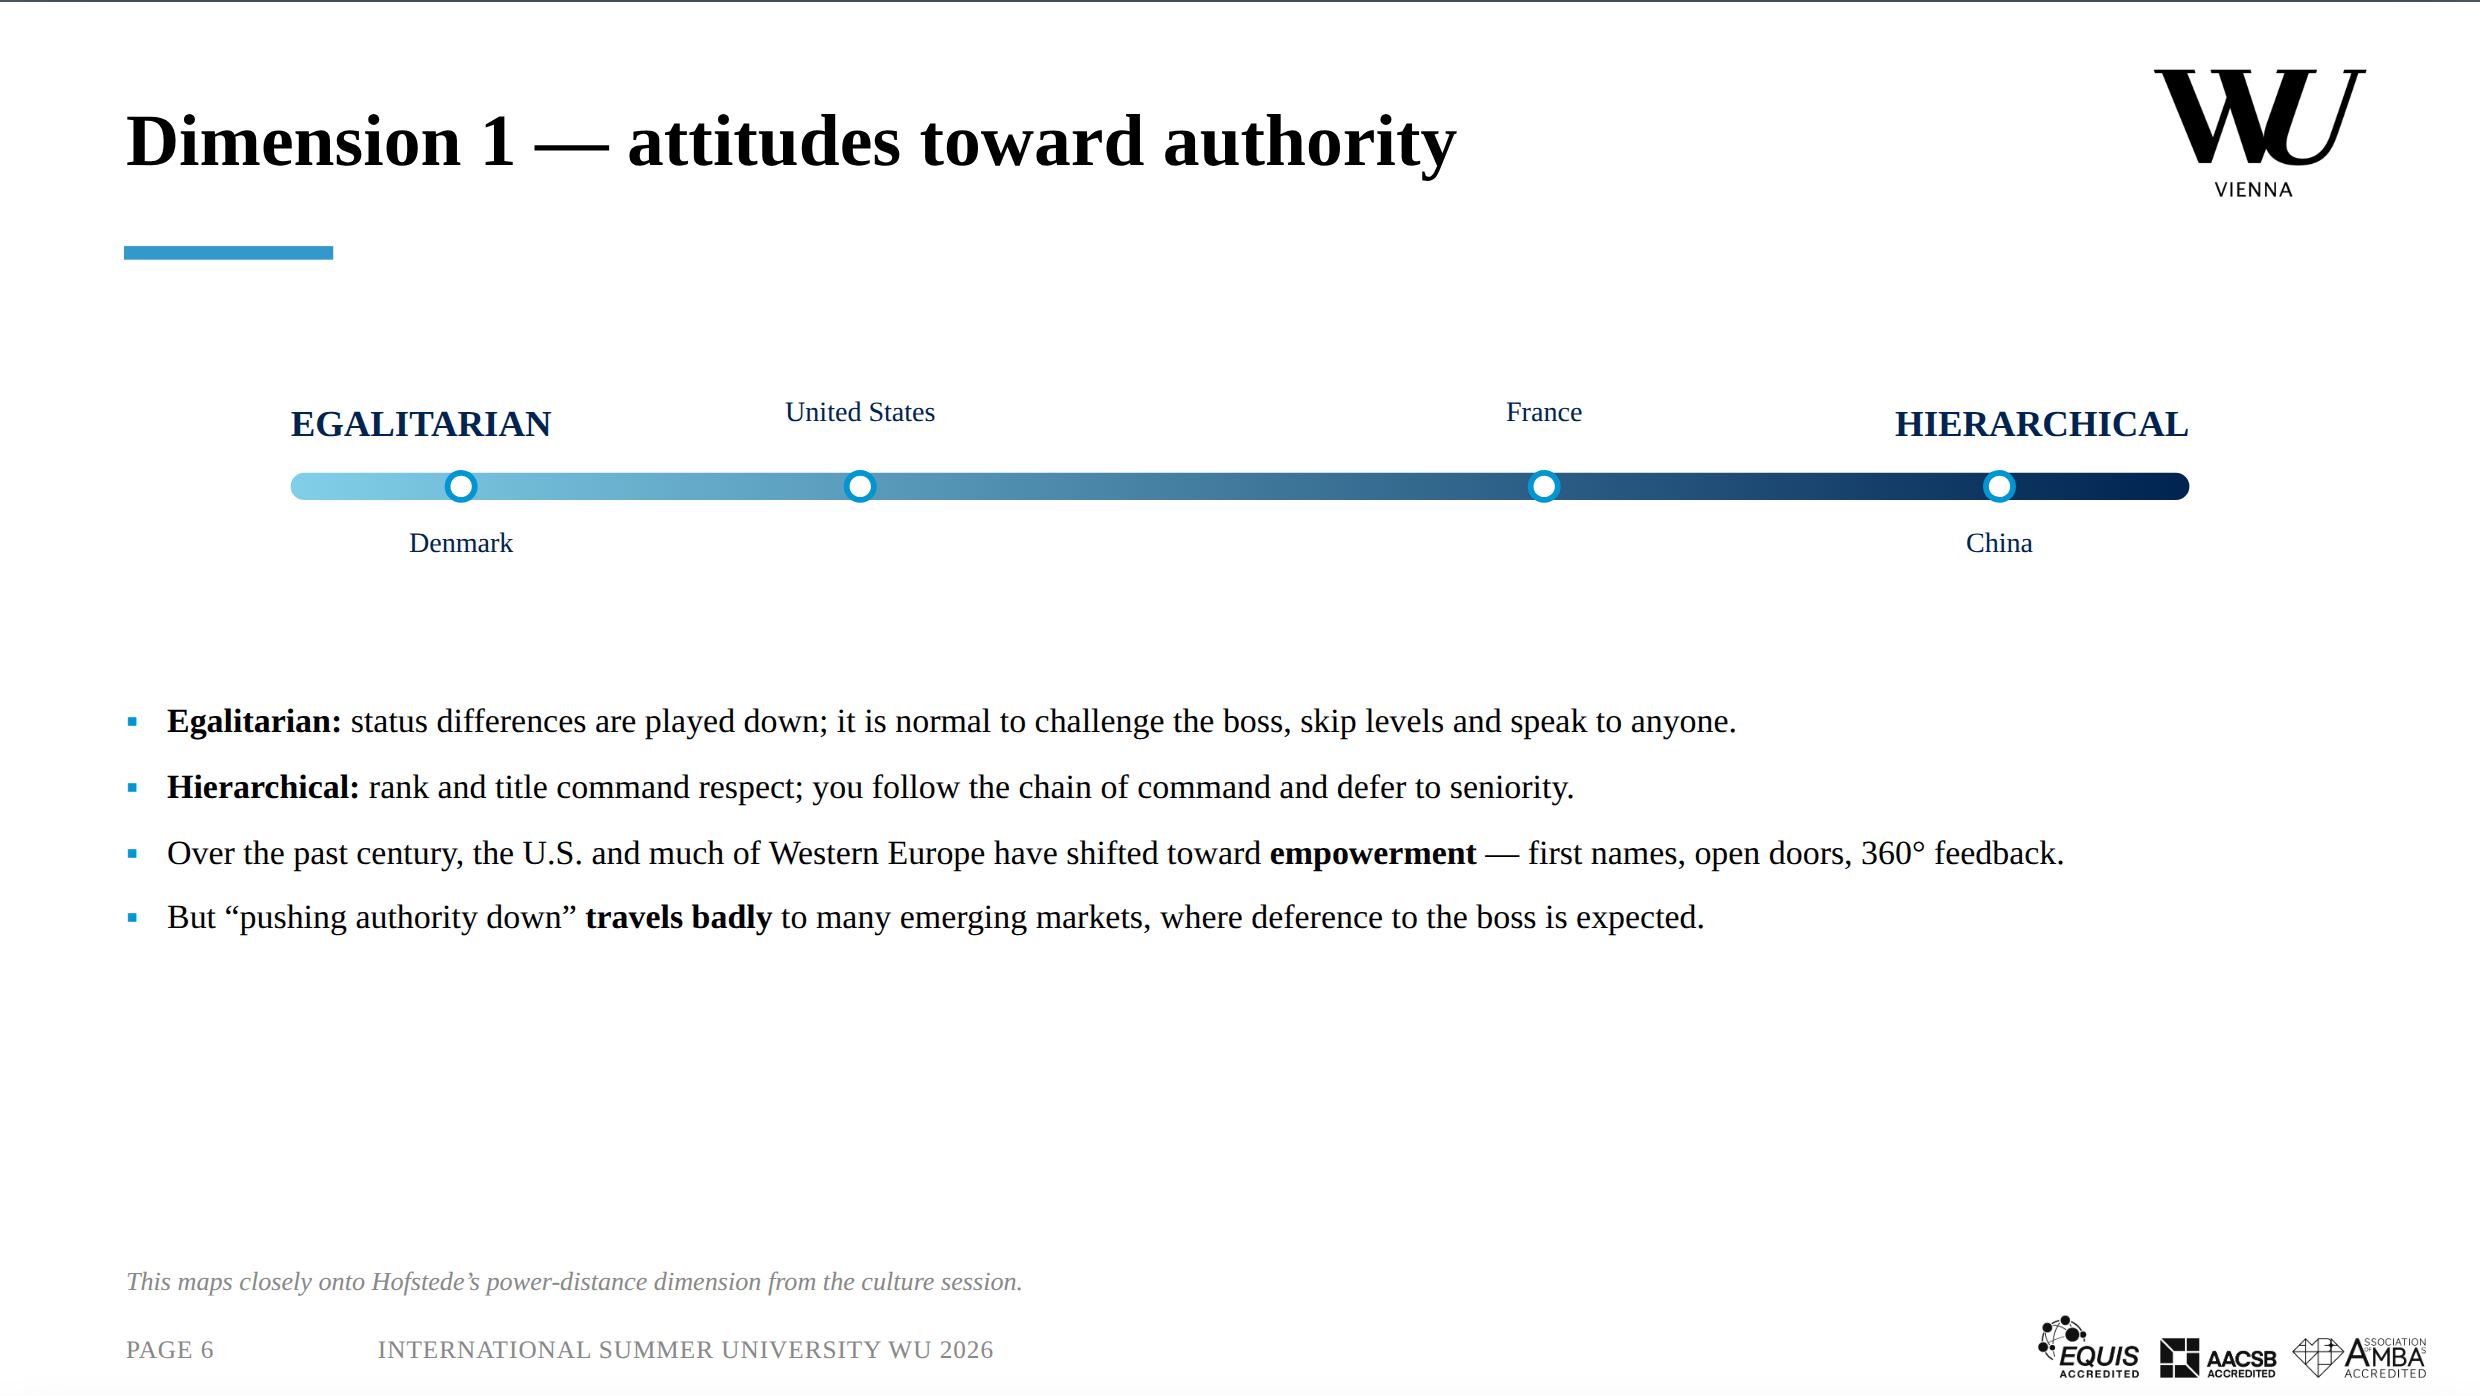 Dimension 1 — attitudes toward authority
WU
VIENNA
EGALITARIAN
United States
France
HIERARCHICAL
Denmark
China
Egalitarian: status differences are played down; it is normal to challenge the boss, skip levels and speak to anyone.
Hierarchical: rank and title command respect; you follow the chain of command and defer to seniority.
Over the past century, the U.S. and much of Western Europe have shifted toward empowerment — first names, open doors, 360° feedback.
But “pushing authority down” travels badly to many emerging markets, where deference to the boss is expected.
This maps closely onto Hofstede’s power-distance dimension from the culture session.
PAGE 6
INTERNATIONAL SUMMER UNIVERSITY WU 2026
EQUIS
ACCREDITED
AACSB
ACCREDITED
ASSOCIATION
OF
AMBAS
ACCREDITED